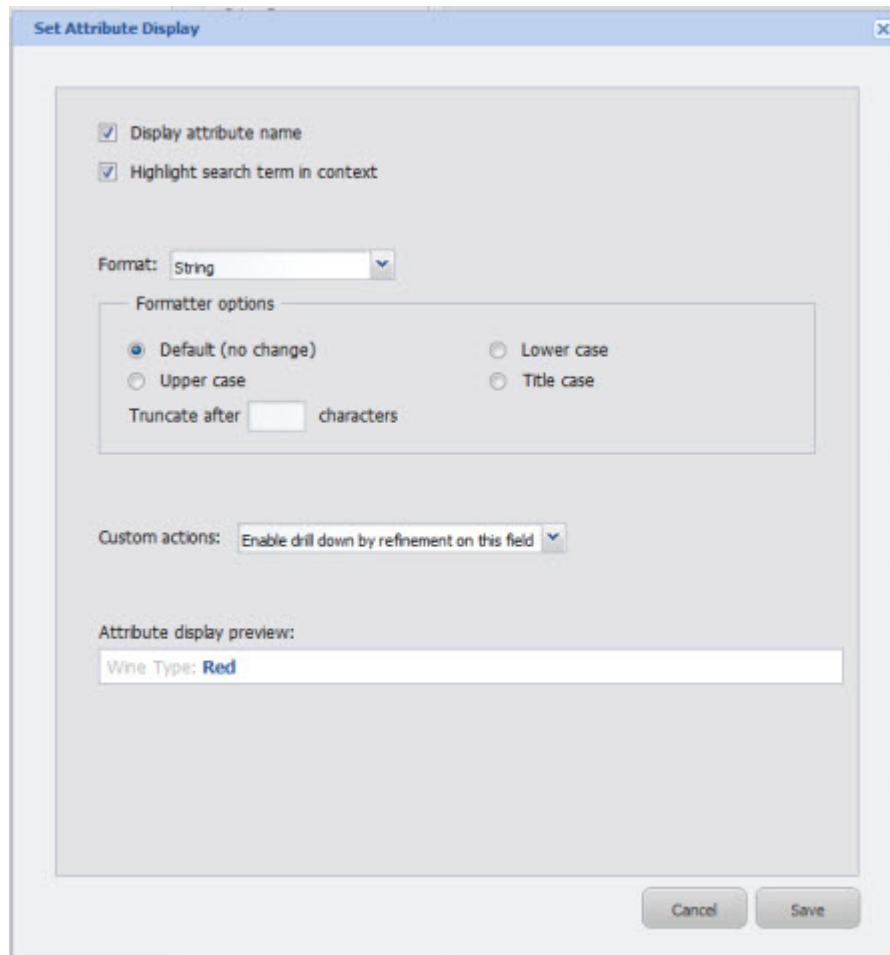 Set Attribute Display
Display attribute name
Highlight search term in context
Format: String
Formatter options
Default (no change) Lower case
Upper case Title case
Truncate after characters
Custom actions: Enable drill down by refinement on this field
Attribute display preview:
Wine Type: Red
Cancel Save